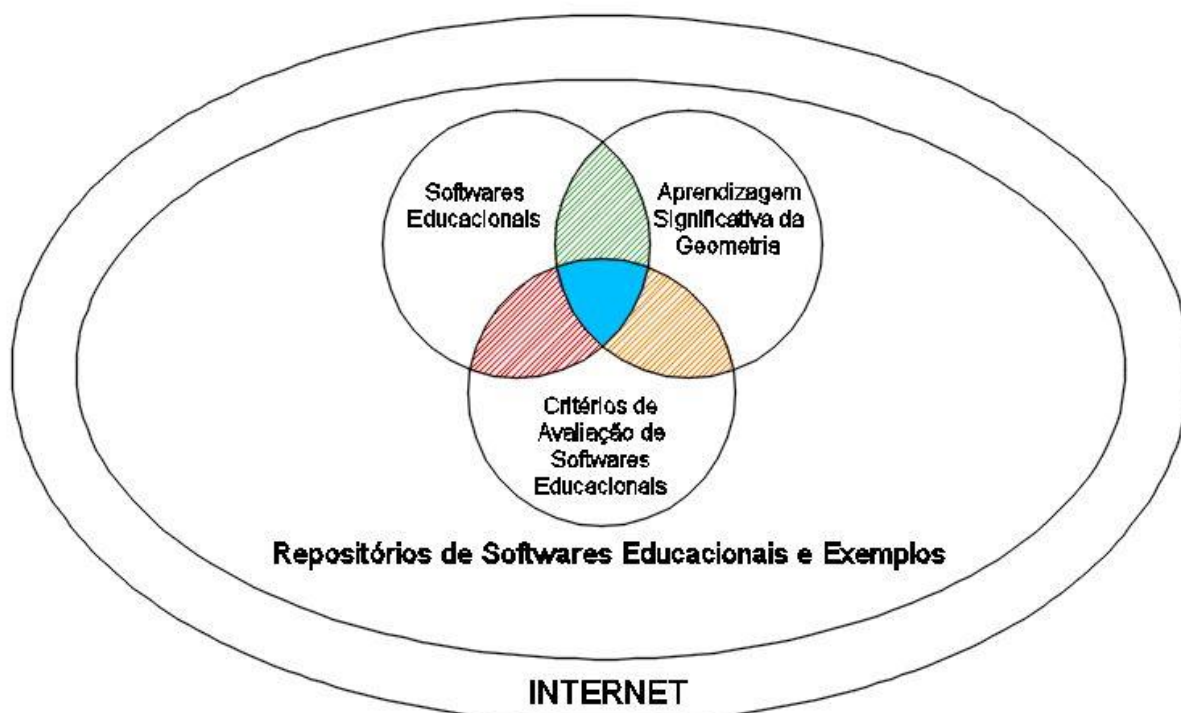 Softwares
Educacionais
Aprendizagem
Significativa da
Geometria
Critérios de
Avaliação de
Softwares
Educacionais
Repositórios de Softwares Educacionais e Exemplos
INTERNET